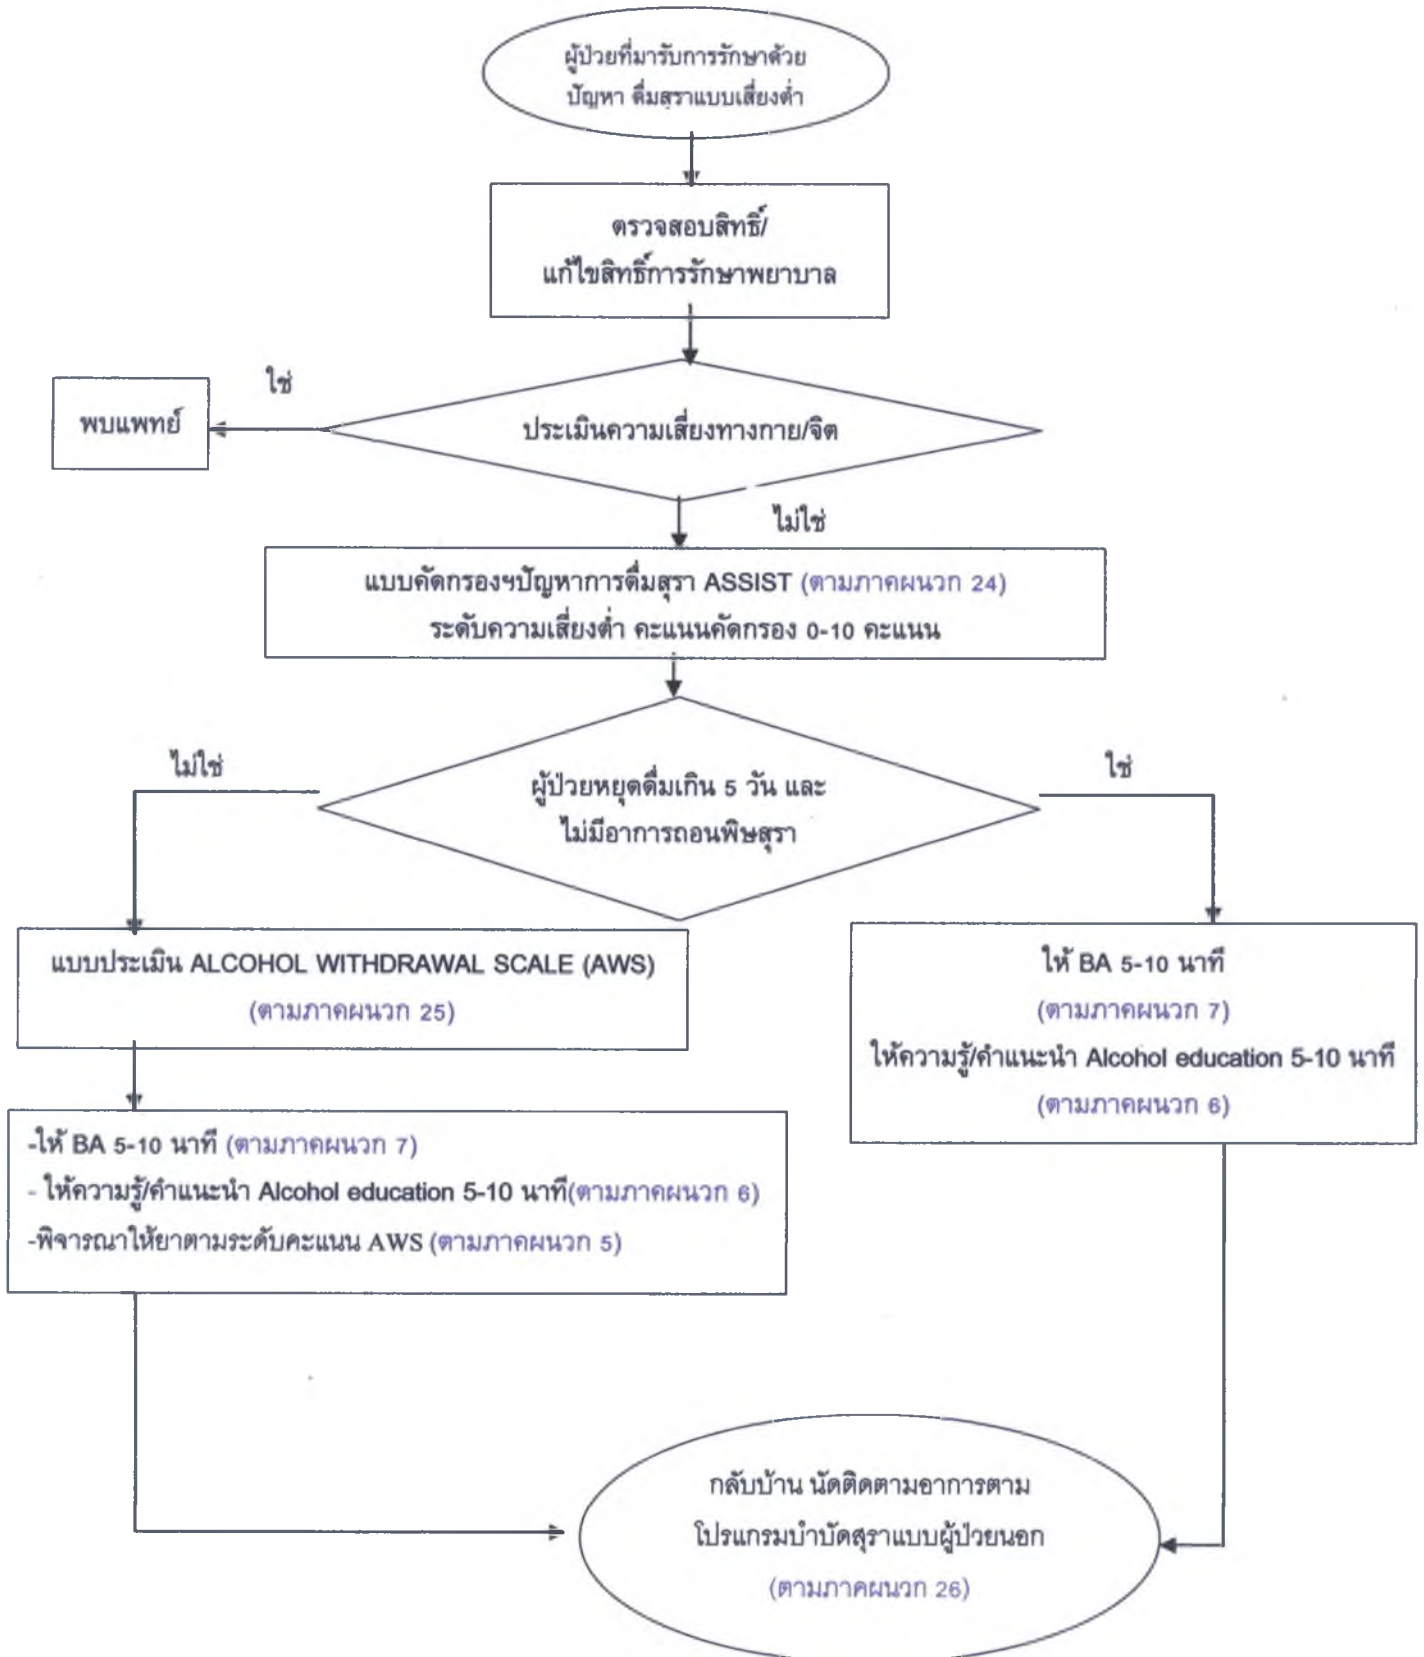 ผู้ป่วยที่มารับการรักษาด้วย
ปัญหา ดื่มสุราแบบเสี่ยงต่ำ
ตรวจสอบสิทธิ์/
แก้ไขสิทธิ์การรักษาพยาบาล
ใช่
พบแพทย์
ประเมินความเสี่ยงทางกาย/จิต
ไม่ใช่
แบบคัดกรองฯปัญหาการดื่มสุรา ASSIST (ตามภาคผนวก 24)
ระดับความเสี่ยงต่ำ คะแนนคัดกรอง 0-10 คะแนน
ไม่ใช่
ใช่
ผู้ป่วยหยุดดื่มเกิน 5 วัน และ
ไม่มีอาการถอนพิษสุรา
แบบประเมิน ALCOHOL WITHDRAWAL SCALE (AWS)
(ตามภาคผนวก 25)
ให้ BA 5-10 นาที
(ตามภาคผนวก 7)
ให้ความรู้/คำแนะนำ Alcohol education 5-10 นาที
(ตามภาคผนวก 6)
-ให้ BA 5-10 นาที (ตามภาคผนวก 7)
- ให้ความรู้/คำแนะนำ Alcohol education 5-10 นาที(ตามภาคผนวก 6)
-พิจารณาให้ยาตามระดับคะแนน AWS (ตามภาคผนวก 5)
กลับบ้าน นัดติดตามอาการตาม
โปรแกรมบำบัดสุราแบบผู้ป่วยนอก
(ตามภาคผนวก 26)